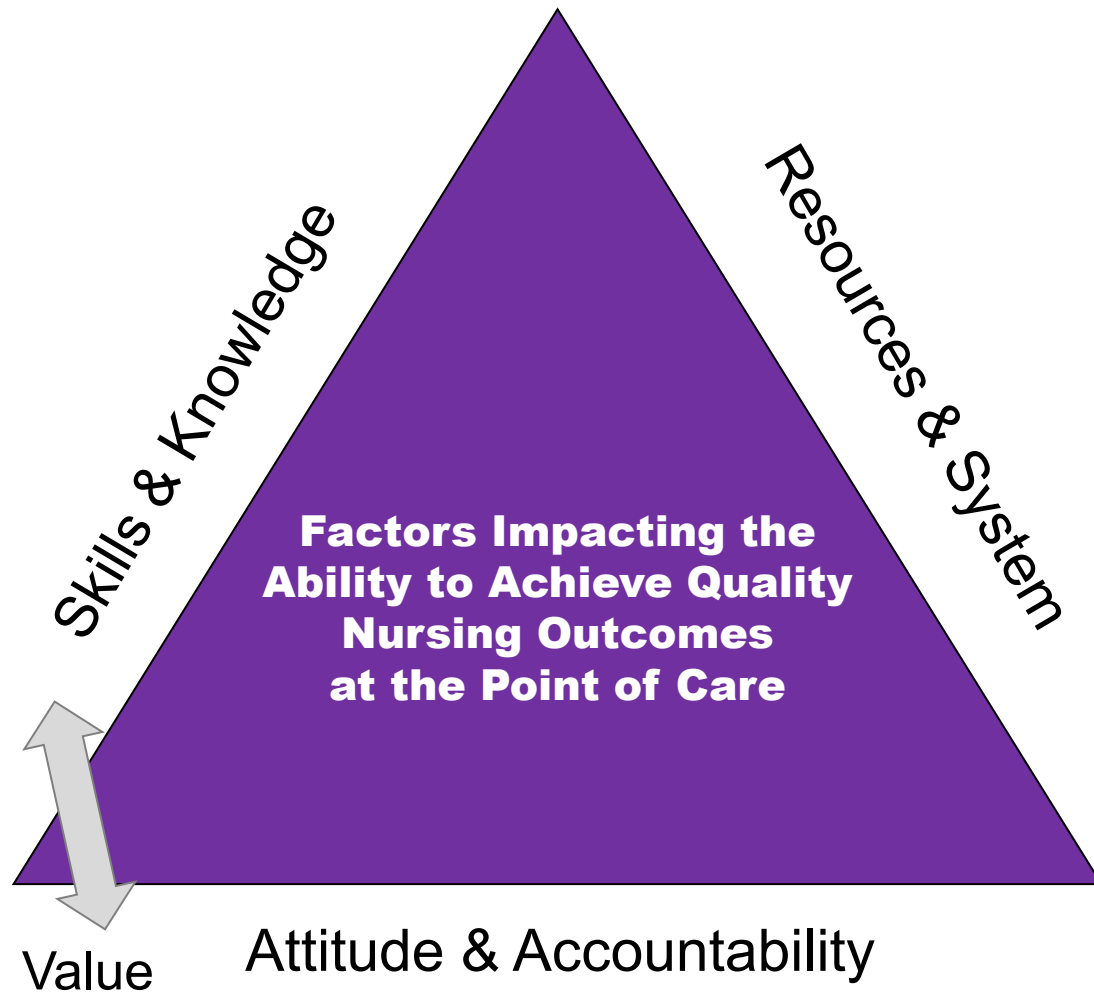 Skills & Knowledge
Resources & System
Factors Impacting the
Ability to Achieve Quality
Nursing Outcomes
at the Point of Care
Value
Attitude & Accountability